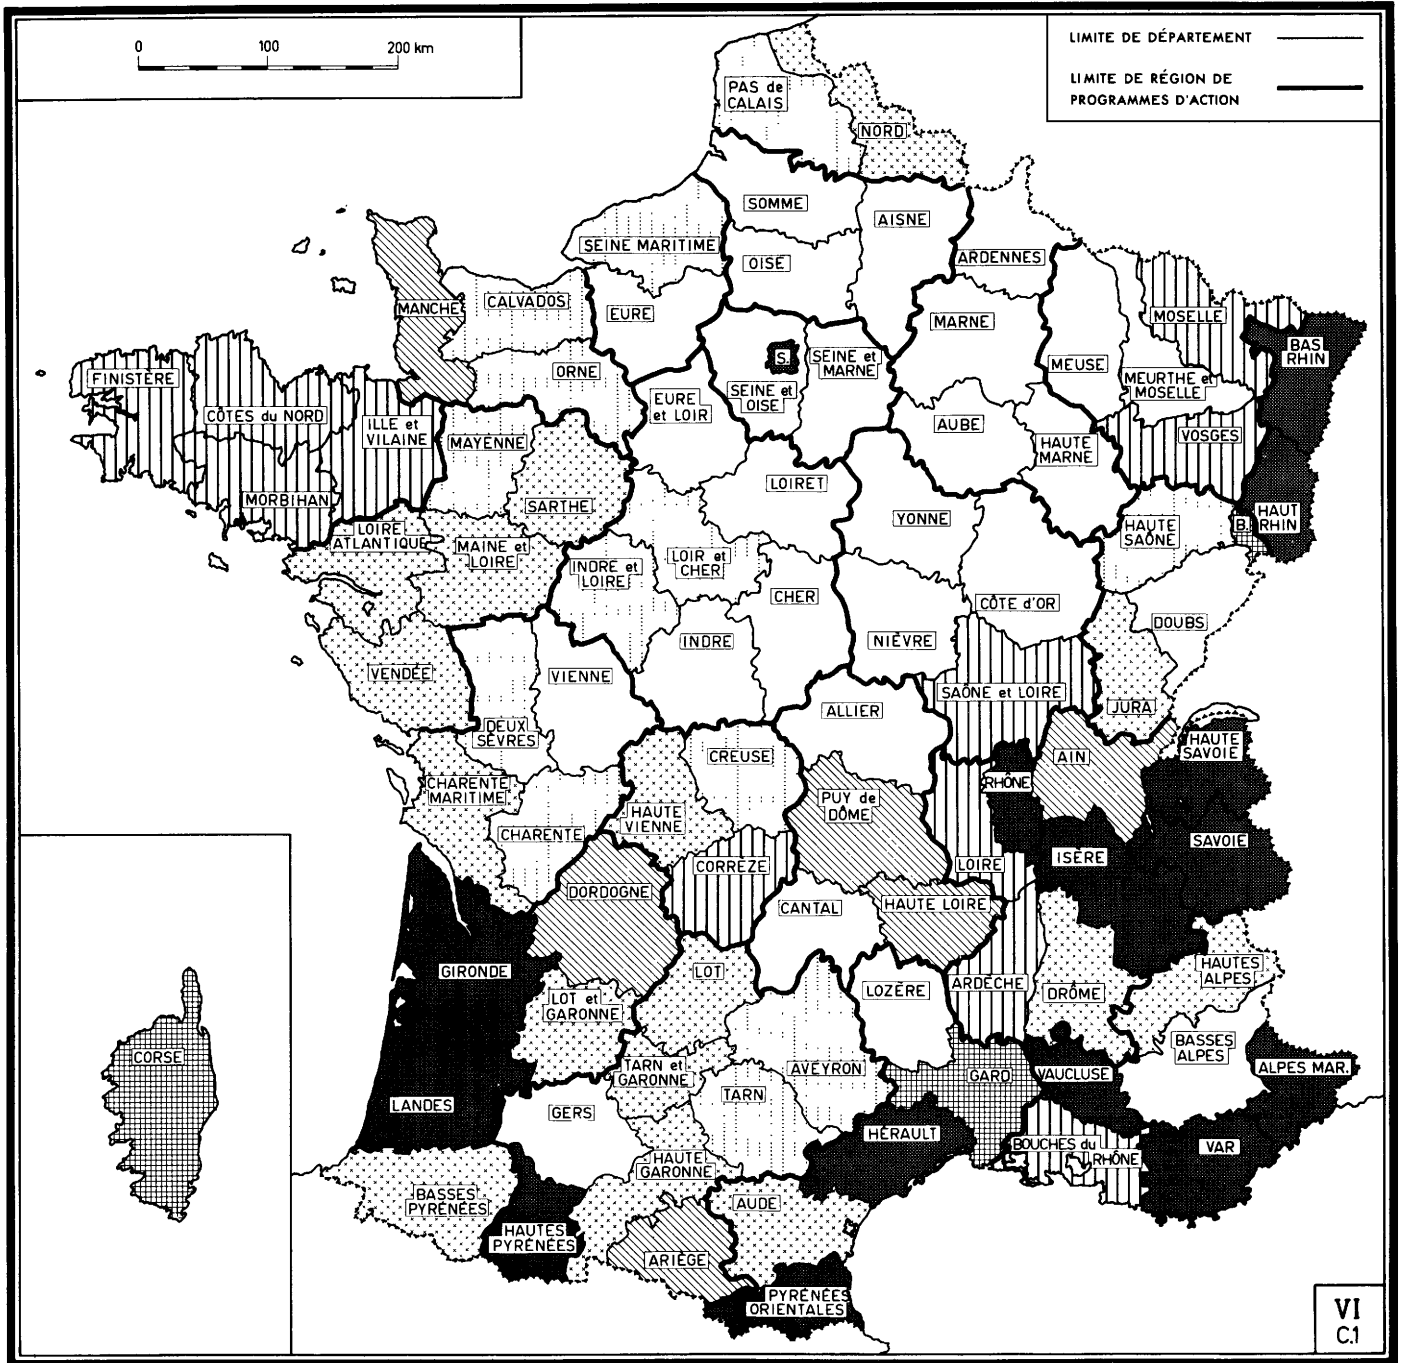 0 100 200 km
LIMITE DE DÉPARTEMENT
LIMITE DE RÉGION DE
PROGRAMMES D'ACTION
PAS de
CALAIS
NORD
SOMME
AISNE
SEINE MARITIME
OISE
ARDENNES
MANCHE
CALVADOS
EURE
MARNE
MOSELLE
BAS
RHIN
S.
SEINE et
MARNE
MEUSE
FINISTÈRE
ORNE
SEINE et
OISE
MEURTHE et
MOSELLE
CÔTES du NORD
ILLE et
VILAINE
EURE
et LOIR
AUBE
MAYENNE
HAUTE
MARNE
VOSGES
MORBIHAN
SARTHE
LOIRET
YONNE
HAUT
RHIN
B.
LOIRE
ATLANTIQUE
HAUTE
SAÔNE
MAINE et
LOIRE
INDRE et
LOIRE
LOIR et
CHER
CHER
CÔTE d'OR
DOUBS
INDRE
NIÈVRE
VENDÉE
VIENNE
SAÔNE et LOIRE
ALLIER
JURA
DEUX
SÈVRES
HAUTE
SAVOIE
CREUSE
AIN
RHÔNE
CHARENTE
MARITIME
PUY de
DÔME
HAUTE
VIENNE
CHARENTE
SAVOIE
ISÈRE
CORRÈZE
LOIRE
DORDOGNE
CANTAL
HAUTE LOIRE
GIRONDE
LOT
HAUTES
ALPES
ARDÈCHE
LOZÈRE
DRÔME
LOT et
GARONNE
BASSES
ALPES
CORSE
TARN et
GARONNE
AVEYRON
GARD
VAUCLUSE
ALPES MAR.
LANDES
GERS
TARN
HÉRAULT
BOUCHES du
RHÔNE
VAR
HAUTE
GARONNE
BASSES
PYRÉNÉES
AUDE
HAUTES
PYRÉNÉES
ARIÈGE
PYRÉNÉES
ORIENTALES
VI
C.1